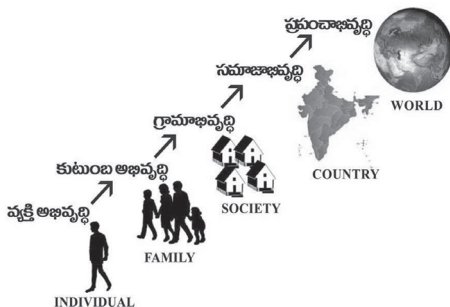 ప్రపంచాభివృద్ధి
WORLD
సమాజాభివృద్ధి
COUNTRY
గ్రామాభివృద్ధి
SOCIETY
కుటుంబ అభివృద్ధి
FAMILY
వ్యక్తి అభివృద్ధి
INDIVIDUAL